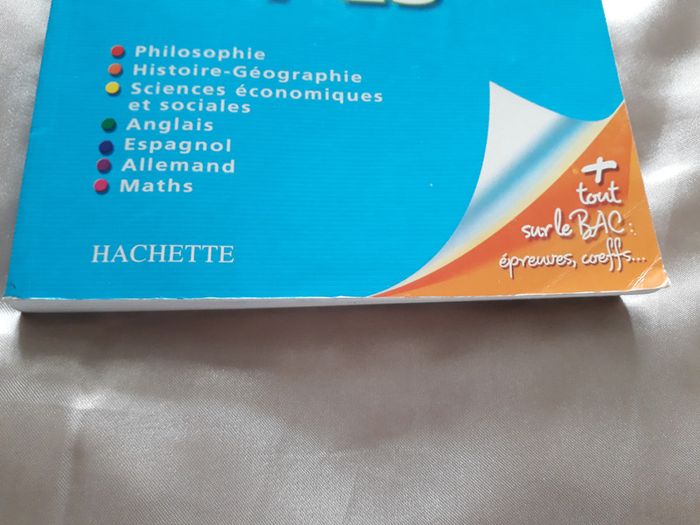 Philosophie
Histoire-Géographie
Sciences économiques
et sociales
Anglais
Espagnol
Allemand
Maths
HACHETTE
+
tout
sur le BAC :
épreuves, coeffs...